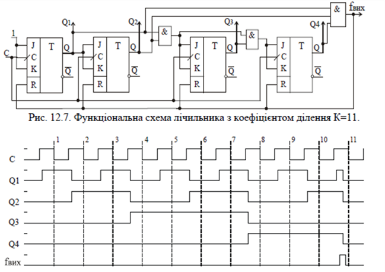 Q1 Q2 Q3 Q4 fвих
& & &
1
J T Q J T Q J T Q J T Q
C C C C C
K Q K Q K Q K Q
R R R R
Рис. 12.7. Функціональна схема лічильника з коефіцієнтом ділення К=11.
1 2 3 4 5 6 7 8 9 10 11
C
Q1
Q2
Q3
Q4
fвих